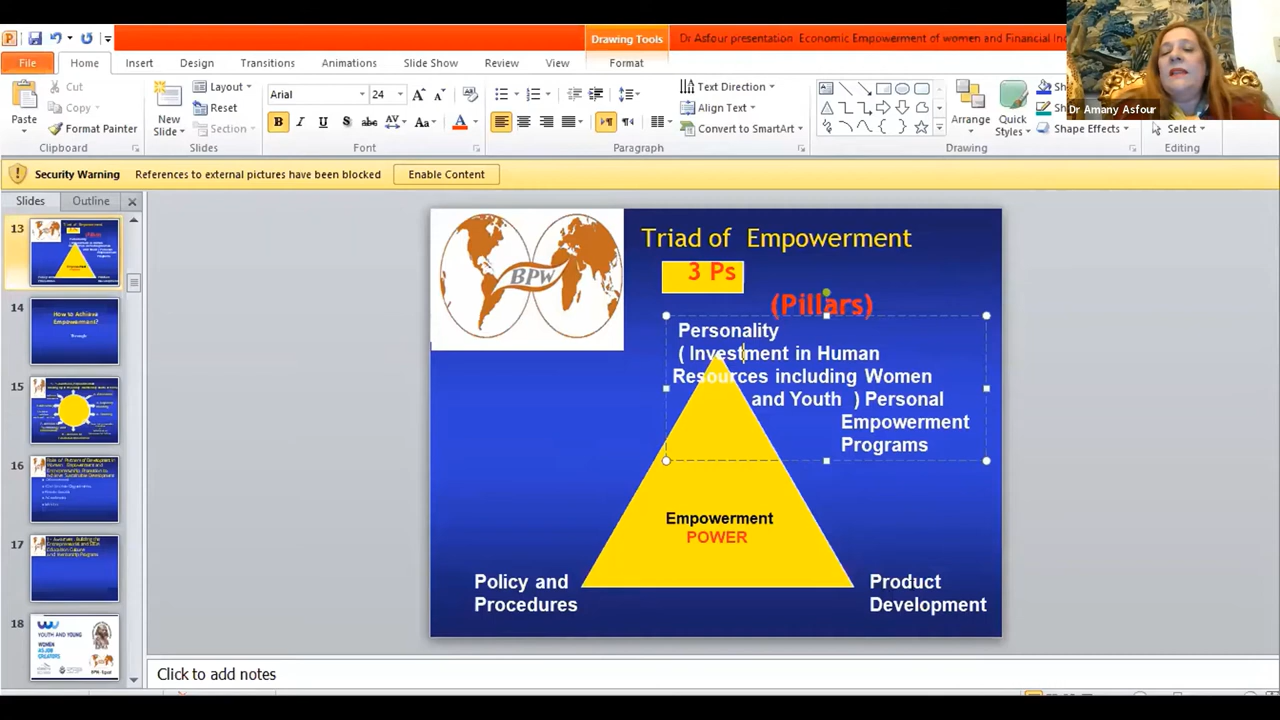 Drawing Tools
Dr Asfour presentation Economic Empowerment of women and Financial In
File
Home
Insert
Design
Transitions
Animations
Slide Show
Review
View
Format
Paste
Cut
Copy
Format Painter
Clipboard
New
Slide
Layout
Reset
Section
Slides
Arial
24
Font
Text Direction
Align Text
Convert to SmartArt
Paragraph
Arrange
Quick
Styles
Shape Effects
Drawing
Select
Editing
Dr Amany Asfour
Security Warning
References to external pictures have been blocked
Enable Content
Slides
Outline
13
14
How to Achieve
Empowerment?
Through
15
16
17
18
YOUTH AND YOUNG
WOMEN
AS JOB
CREATORS
BPW
Triad of Empowerment
3 Ps
(Pillars)
Personality
( Investment in Human
Resources including Women
and Youth ) Personal
Empowerment
Programs
Empowerment
POWER
Policy and
Procedures
Product
Development
Click to add notes